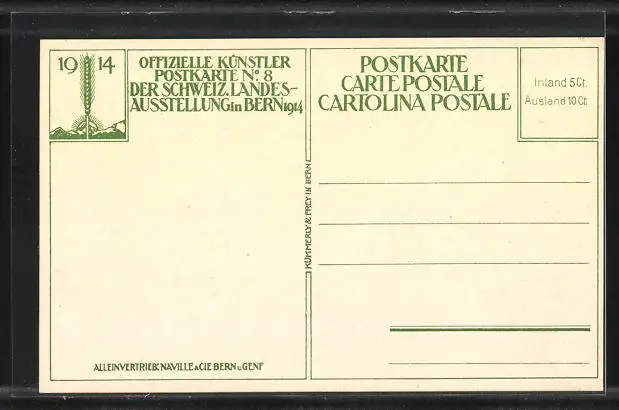 1914
OFFIZIELLE KÜNSTLER
POSTKARTE No. 8
DER SCHWEIZ. LANDES-
AUSSTELLUNG in BERN 1914
POSTKARTE
CARTE POSTALE
CARTOLINA POSTALE
Inland 5 Ct.
Ausland 10 Ct.
KÜMMERLY & FREY IN BERN
ALLEINVERTRIEB: NAVILLE & CIE BERN u. GENF